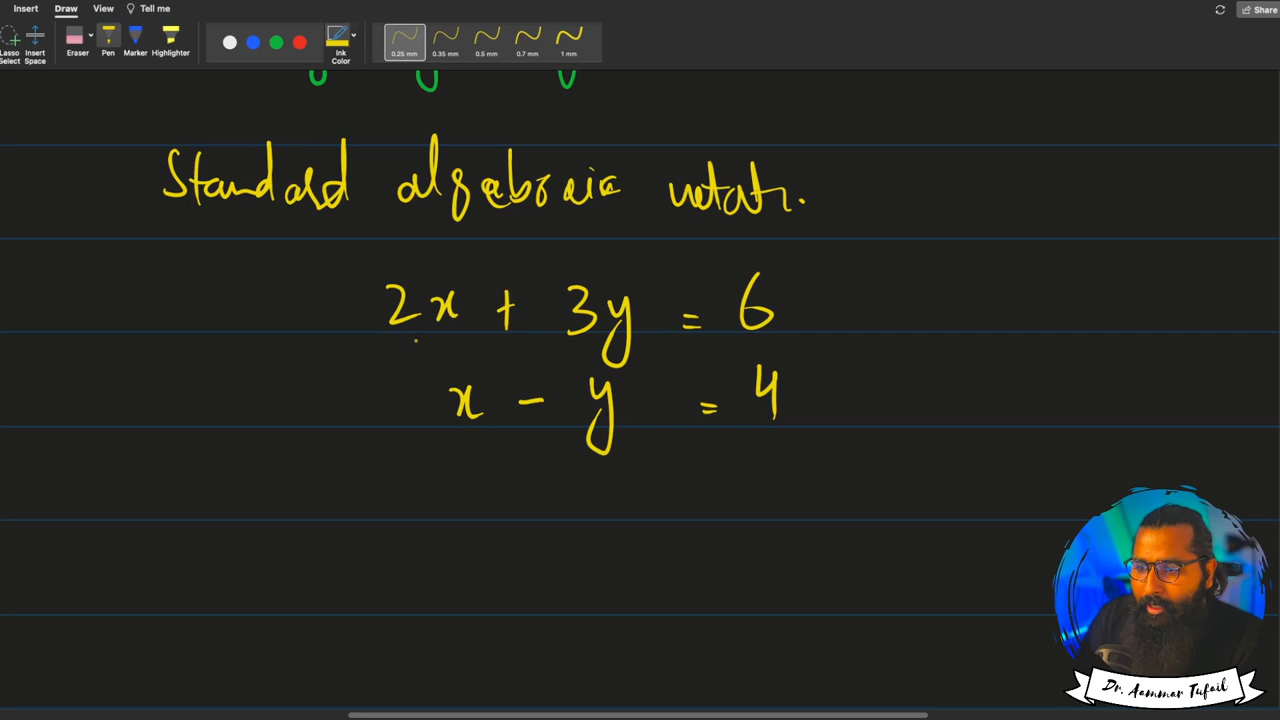 Insert Draw View Tell me Share
Lasso Select Insert Space Eraser Pen Marker Highlighter Ink Color 0.25 mm 0.35 mm 0.5 mm 0.7 mm 1 mm
Standard algebraic notatn.
2x + 3y = 6
x - y = 4
Dr. Aammar Tufail